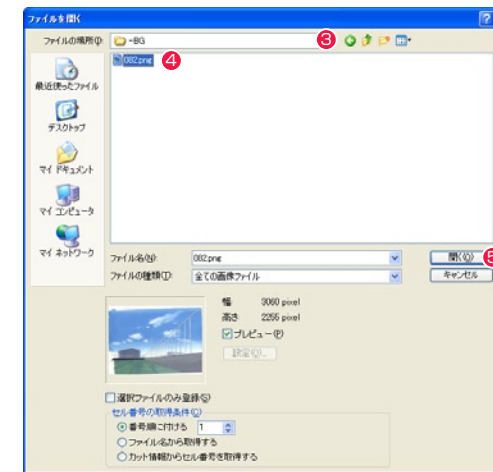 ファイルを開く
ファイルの場所(I):
-BG
3
002.png
4
最近使ったファイル
デスクトップ
マイ ドキュメント
マイ コンピュータ
マイ ネットワーク
ファイル名(N):
002.png
開く(O)
5
ファイルの種類(T):
全ての画像ファイル
キャンセル
幅 3060 pixel
高さ 2255 pixel
プレビュー(P)
設定(Q)...
選択ファイルのみ登録(S)
セル番号の取得条件(C)
番号順に付ける 1
ファイル名から取得する
カット情報からセル番号を取得する